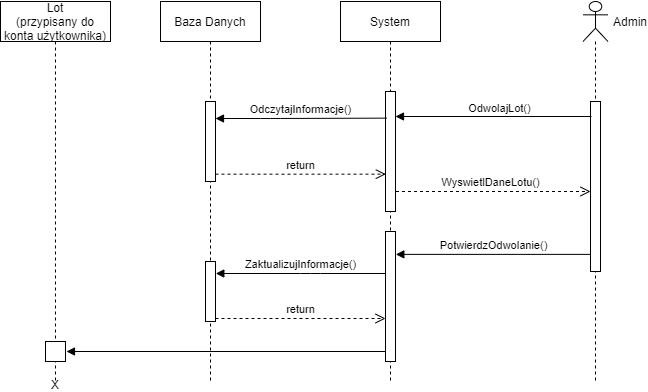 Lot
(przypisany do
konta użytkownika)
Baza Danych
System
Admin
OdczytajInformacje()
OdwolajLot()
return
WyswietlDaneLotu()
PotwierdzOdwolanie()
ZaktualizujInformacje()
return
X